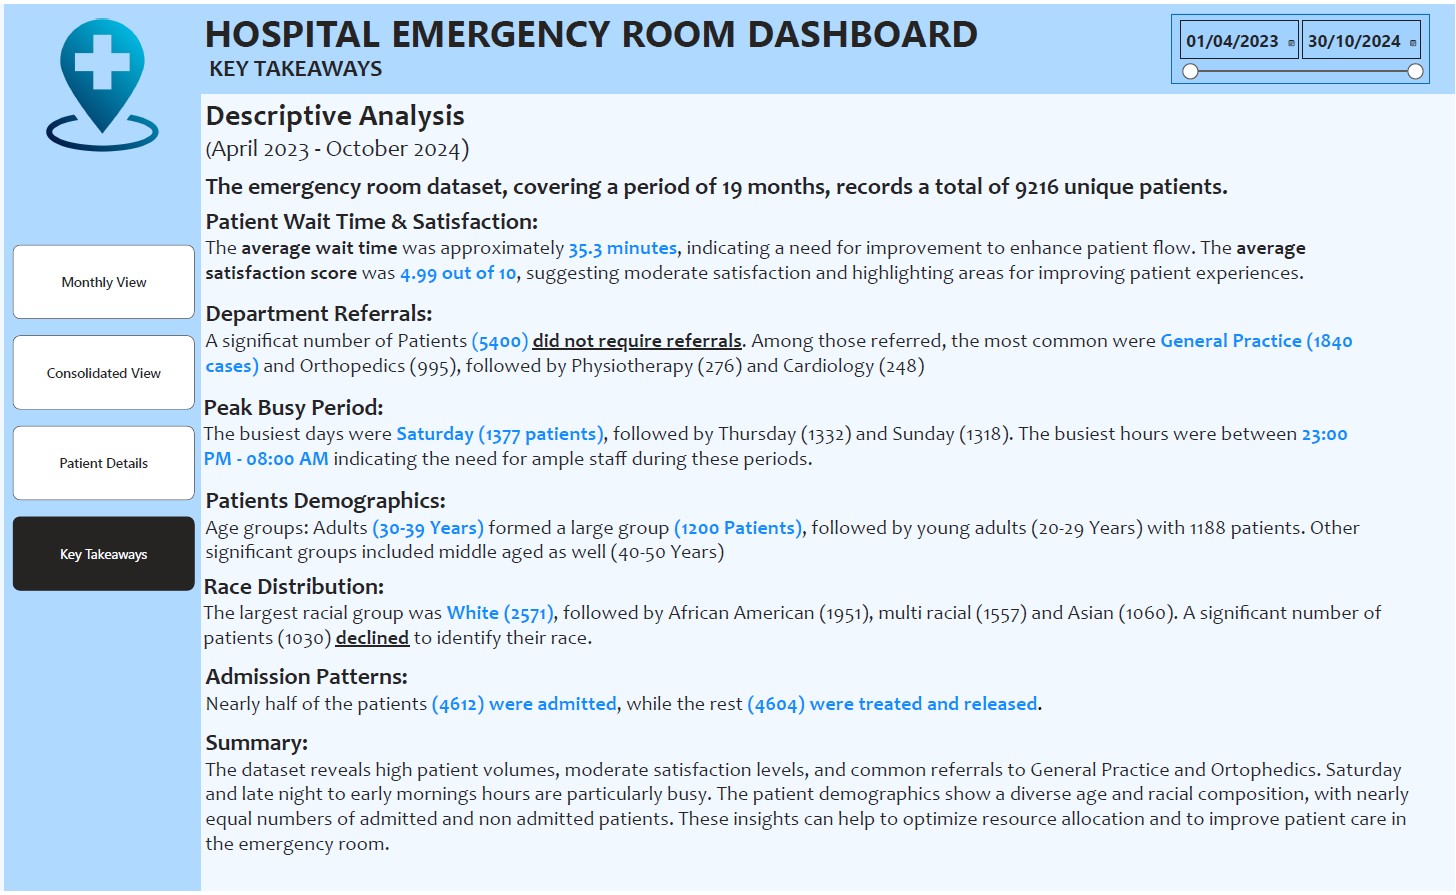 HOSPITAL EMERGENCY ROOM DASHBOARD
KEY TAKEAWAYS
01/04/2023
30/10/2024
Monthly View
Consolidated View
Patient Details
Key Takeaways
Descriptive Analysis
(April 2023 - October 2024)
The emergency room dataset, covering a period of 19 months, records a total of 9216 unique patients.
Patient Wait Time & Satisfaction:
The average wait time was approximately 35.3 minutes, indicating a need for improvement to enhance patient flow. The average
satisfaction score was 4.99 out of 10, suggesting moderate satisfaction and highlighting areas for improving patient experiences.
Department Referrals:
A significat number of Patients (5400) did not require referrals. Among those referred, the most common were General Practice (1840
cases) and Orthopedics (995), followed by Physiotherapy (276) and Cardiology (248)
Peak Busy Period:
The busiest days were Saturday (1377 patients), followed by Thursday (1332) and Sunday (1318). The busiest hours were between 23:00
PM - 08:00 AM indicating the need for ample staff during these periods.
Patients Demographics:
Age groups: Adults (30-39 Years) formed a large group (1200 Patients), followed by young adults (20-29 Years) with 1188 patients. Other
significant groups included middle aged as well (40-50 Years)
Race Distribution:
The largest racial group was White (2571), followed by African American (1951), multi racial (1557) and Asian (1060). A significant number of
patients (1030) declined to identify their race.
Admission Patterns:
Nearly half of the patients (4612) were admitted, while the rest (4604) were treated and released.
Summary:
The dataset reveals high patient volumes, moderate satisfaction levels, and common referrals to General Practice and Ortophedics. Saturday
and late night to early mornings hours are particularly busy. The patient demographics show a diverse age and racial composition, with nearly
equal numbers of admitted and non admitted patients. These insights can help to optimize resource allocation and to improve patient care in
the emergency room.